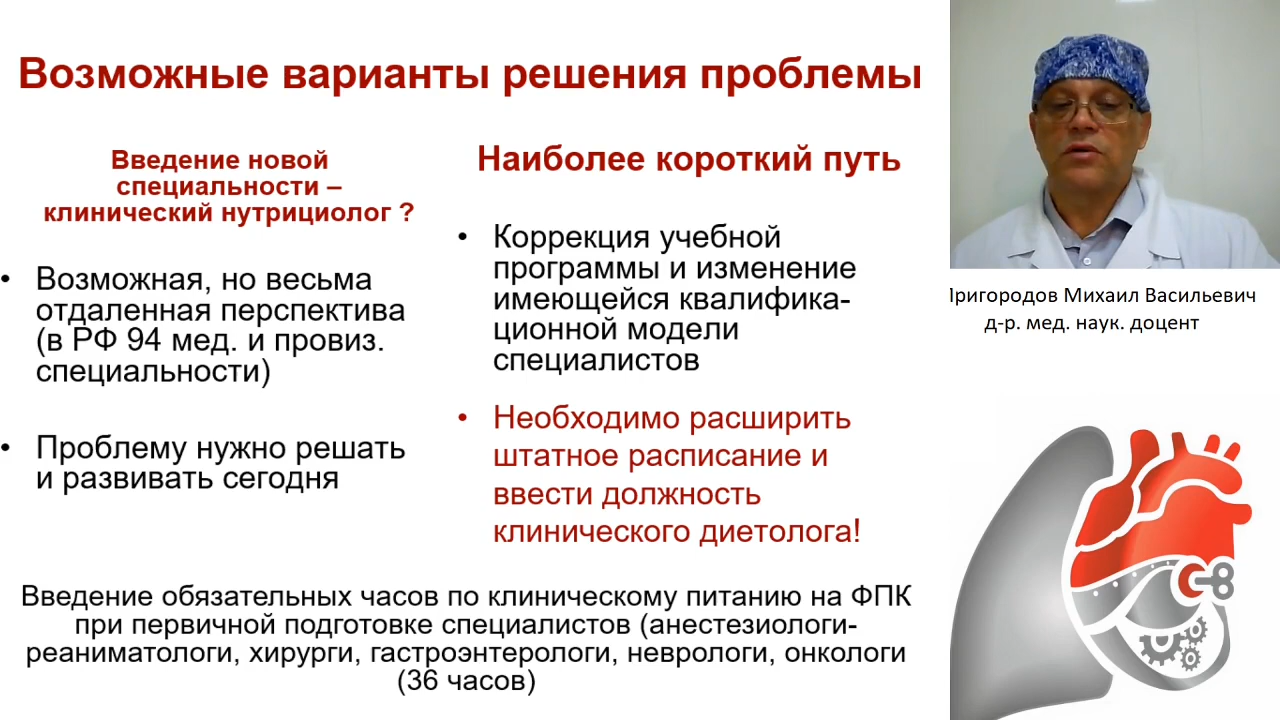 Возможные варианты решения проблемы
Введение новой
специальности –
клинический нутрициолог ?
• Возможная, но весьма
отдаленная перспектива
(в РФ 94 мед. и провиз.
специальности)
• Проблему нужно решать
и развивать сегодня
Наиболее короткий путь
• Коррекция учебной
программы и изменение
имеющейся квалифика-
ционной модели
специалистов
• Необходимо расширить
штатное расписание и
ввести должность
клинического диетолога!
Введение обязательных часов по клиническому питанию на ФПК
при первичной подготовке специалистов (анестезиологи-
реаниматологи, хирурги, гастроэнтерологи, неврологи, онкологи
(36 часов)
Пригородов Михаил Васильевич
д-р. мед. наук. доцент